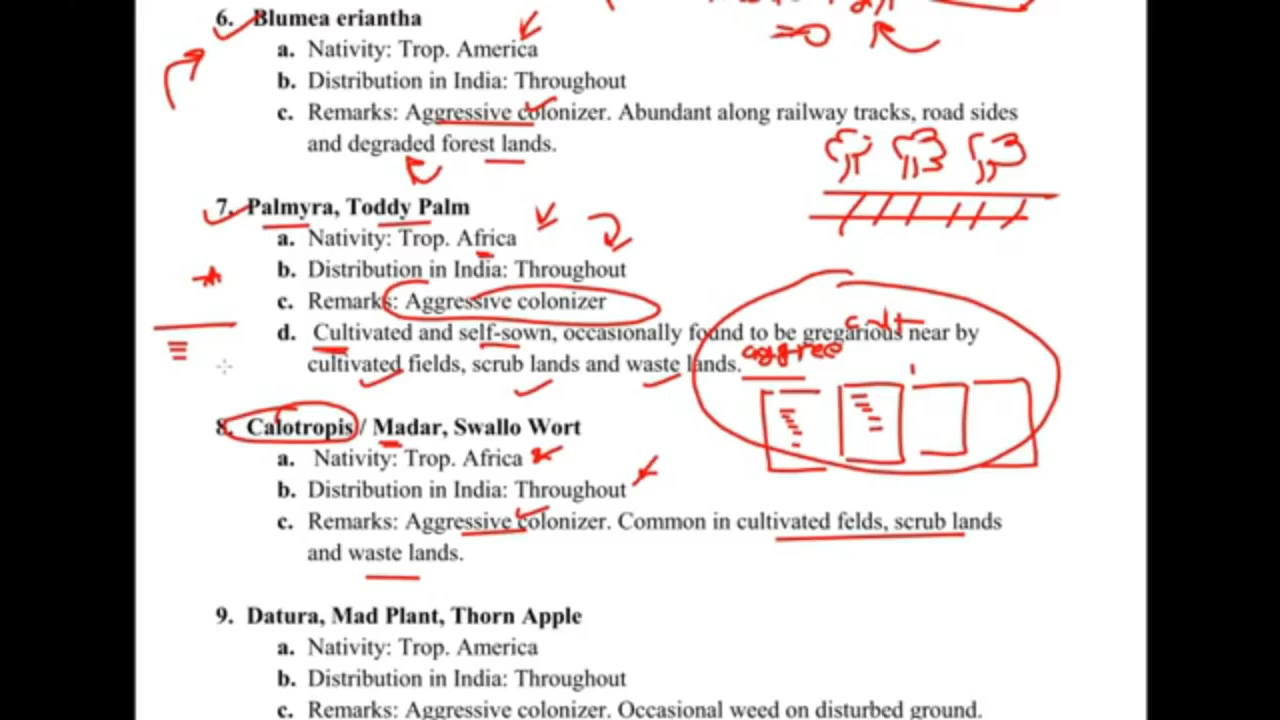 6. Blumea eriantha
a. Nativity: Trop. America
b. Distribution in India: Throughout
c. Remarks: Aggressive colonizer. Abundant along railway tracks, road sides
and degraded forest lands.
7. Palmyra, Toddy Palm
a. Nativity: Trop. Africa
b. Distribution in India: Throughout
c. Remarks: Aggressive colonizer
d. Cultivated and self-sown, occasionally found to be gregarious near by
cultivated fields, scrub lands and waste lands.
8. Calotropis/ Madar, Swallo Wort
a. Nativity: Trop. Africa
b. Distribution in India: Throughout
c. Remarks: Aggressive colonizer. Common in cultivated felds, scrub lands
and waste lands.
9. Datura, Mad Plant, Thorn Apple
a. Nativity: Trop. America
b. Distribution in India: Throughout
c. Remarks: Aggressive colonizer. Occasional weed on disturbed ground.